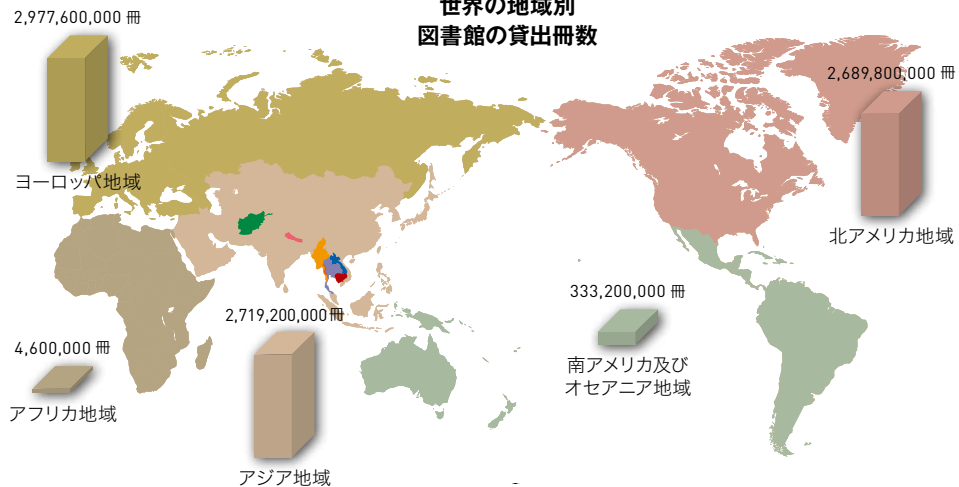 世界の地域別
図書館の貸出冊数
2,977,600,000 冊
ヨーロッパ地域
2,689,800,000 冊
北アメリカ地域
333,200,000 冊
南アメリカ及び
オセアニア地域
2,719,200,000冊
アジア地域
4,600,000 冊
アフリカ地域